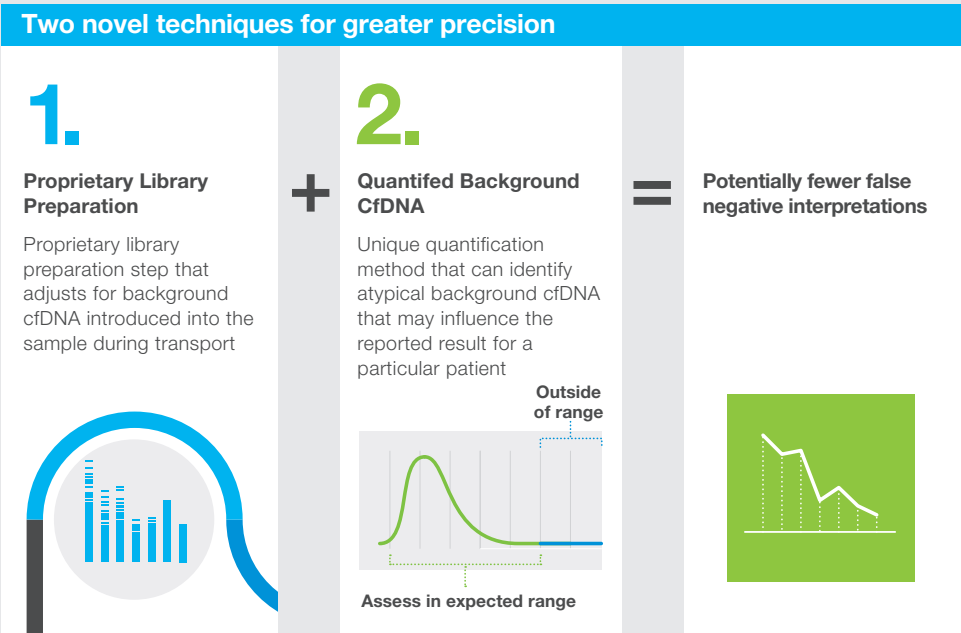 Two novel techniques for greater precision
1.
Proprietary Library
Preparation
Proprietary library
preparation step that
adjusts for background
cfDNA introduced into the
sample during transport
+
2.
Quantifed Background
CfDNA
Unique quantification
method that can identify
atypical background cfDNA
that may influence the
reported result for a
particular patient
Outside
of range
Assess in expected range
=
Potentially fewer false
negative interpretations